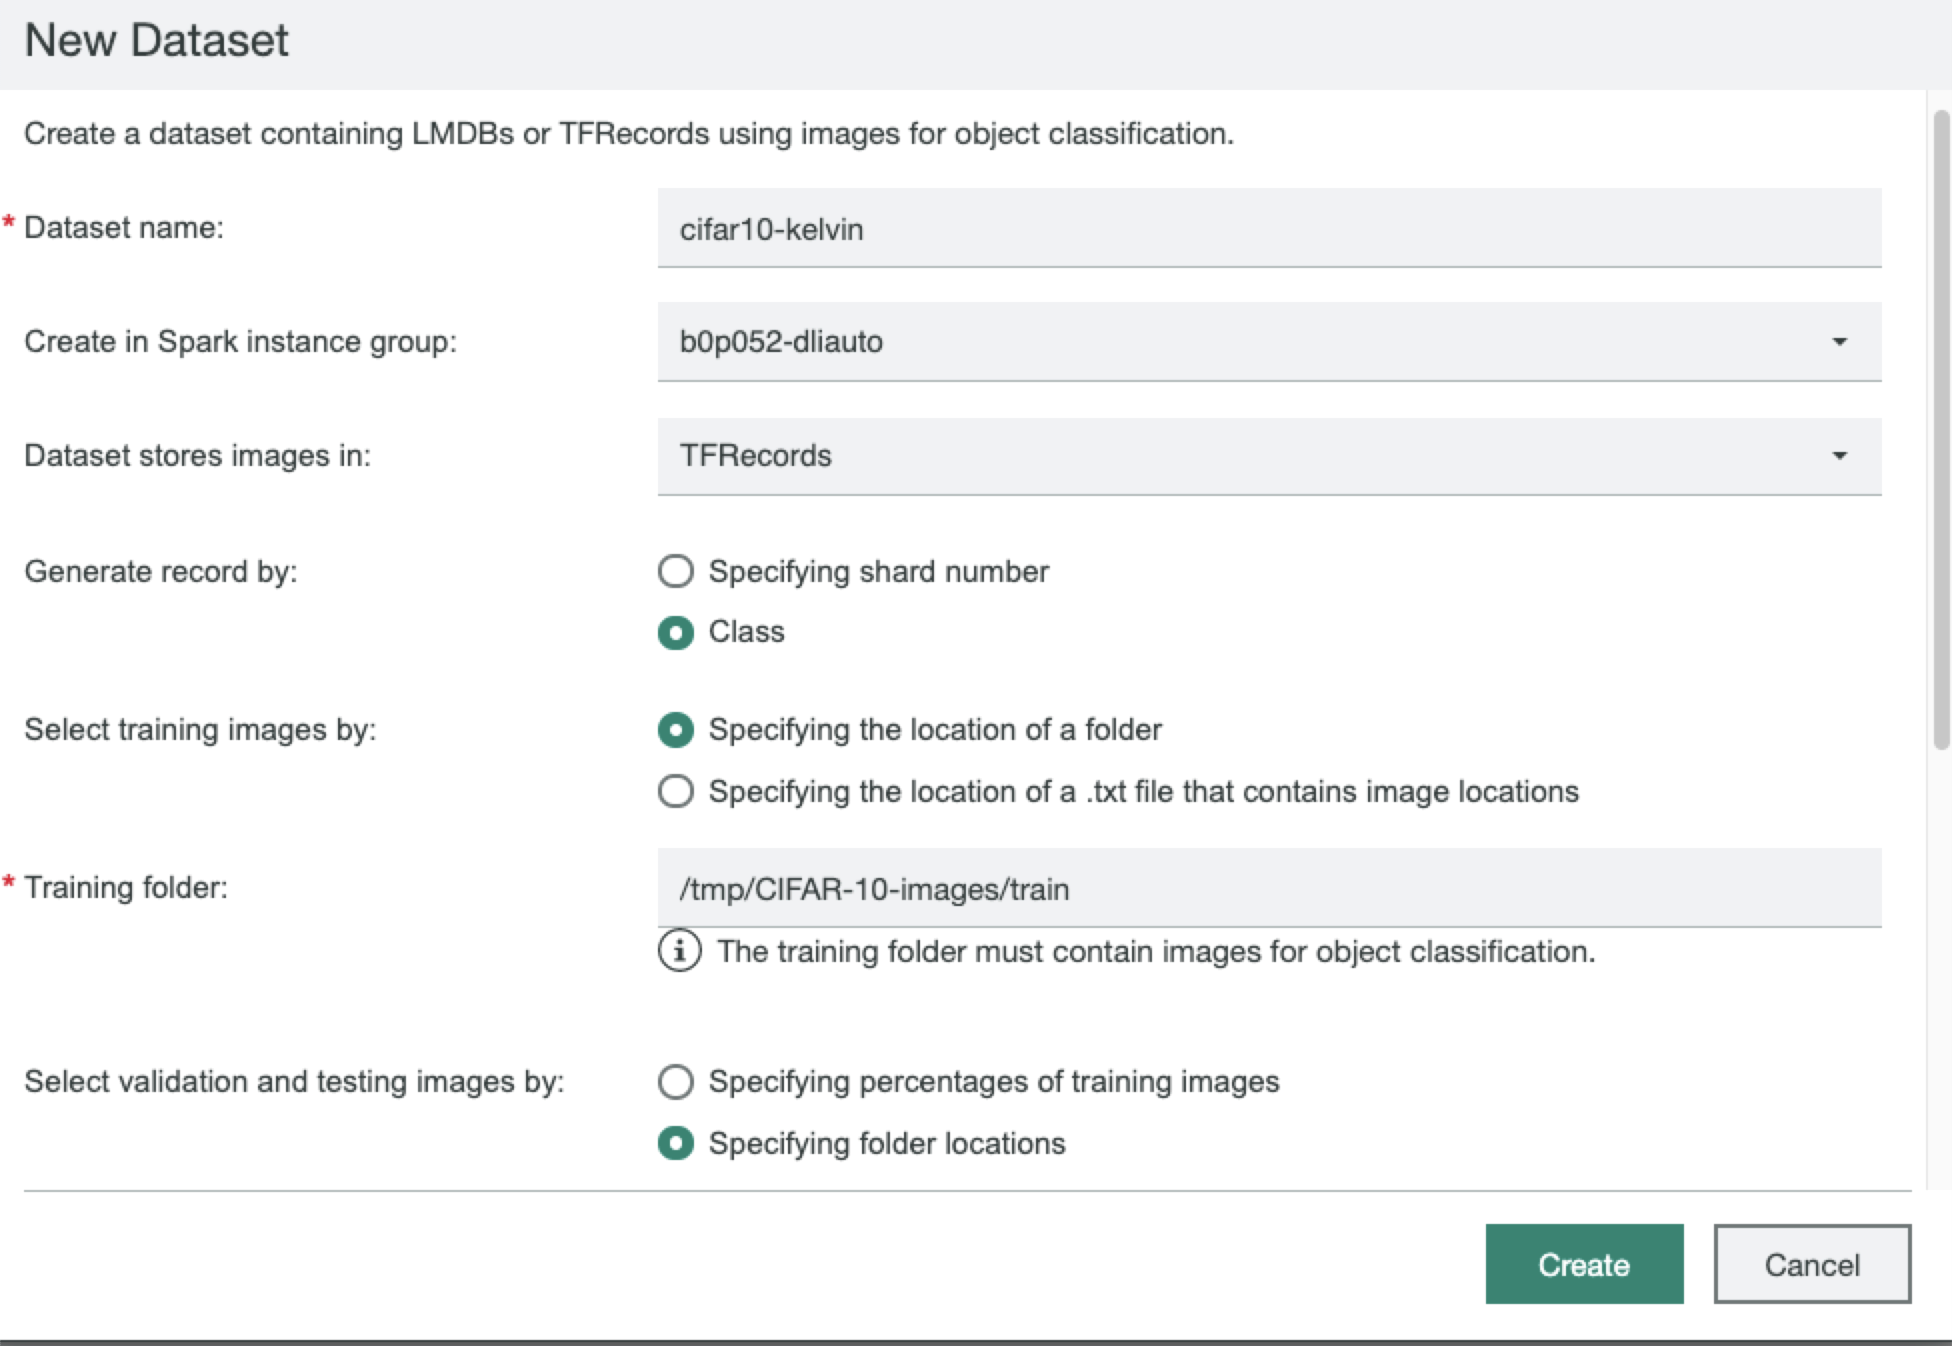 New Dataset
Create a dataset containing LMDBs or TFRecords using images for object classification.
* Dataset name: cifar10-kelvin
Create in Spark instance group: b0p052-dliauto
Dataset stores images in: TFRecords
Generate record by: Specifying shard number
Class
Select training images by: Specifying the location of a folder
Specifying the location of a .txt file that contains image locations
* Training folder: /tmp/CIFAR-10-images/train
i The training folder must contain images for object classification.
Select validation and testing images by: Specifying percentages of training images
Specifying folder locations
Create Cancel